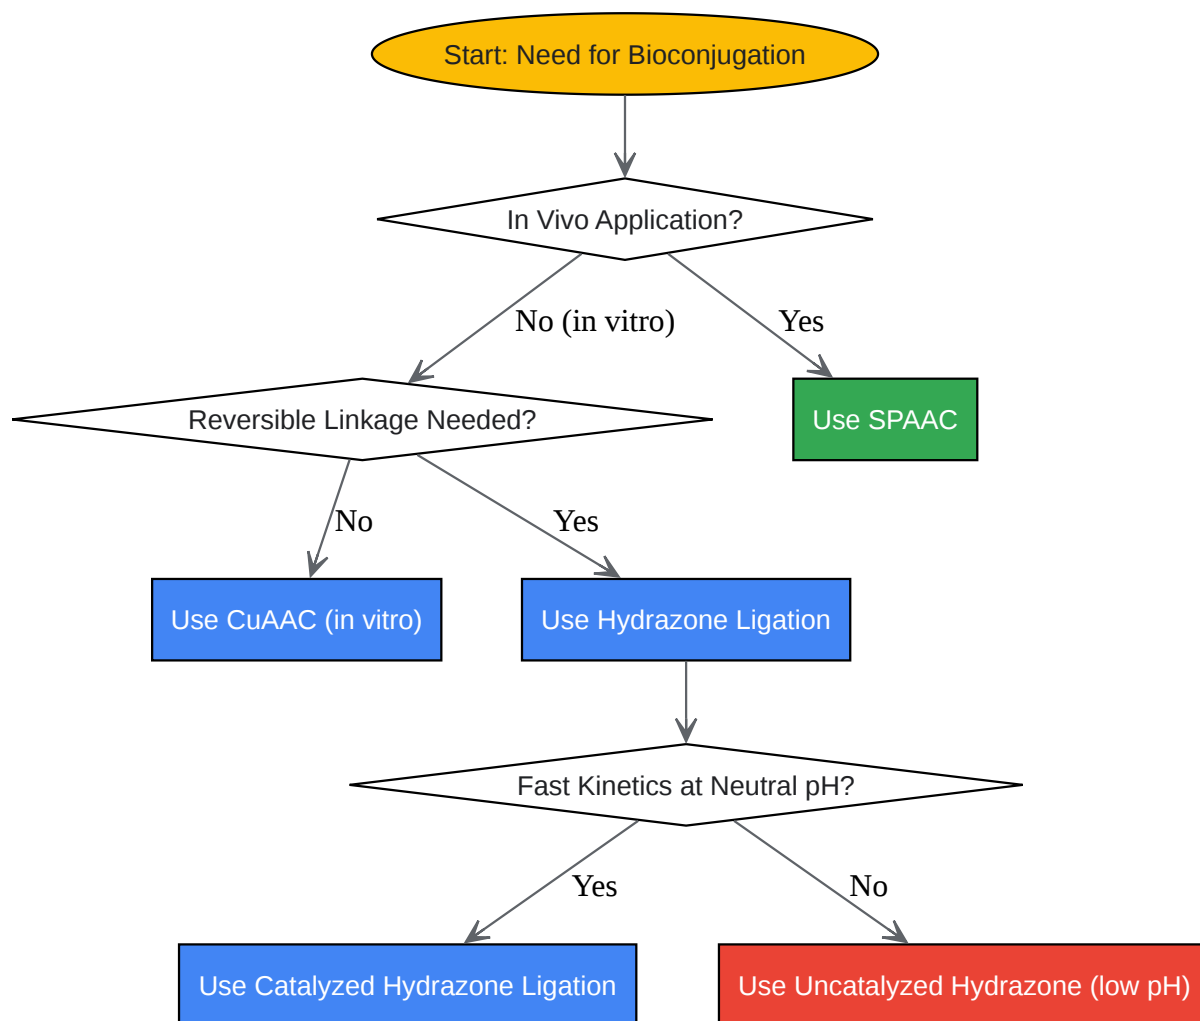 Start: Need for Bioconjugation
In Vivo Application?
No (in vitro)
Yes
Reversible Linkage Needed?
Use SPAAC
No
Yes
Use CuAAC (in vitro)
Use Hydrazone Ligation
Fast Kinetics at Neutral pH?
Yes
No
Use Catalyzed Hydrazone Ligation
Use Uncatalyzed Hydrazone (low pH)